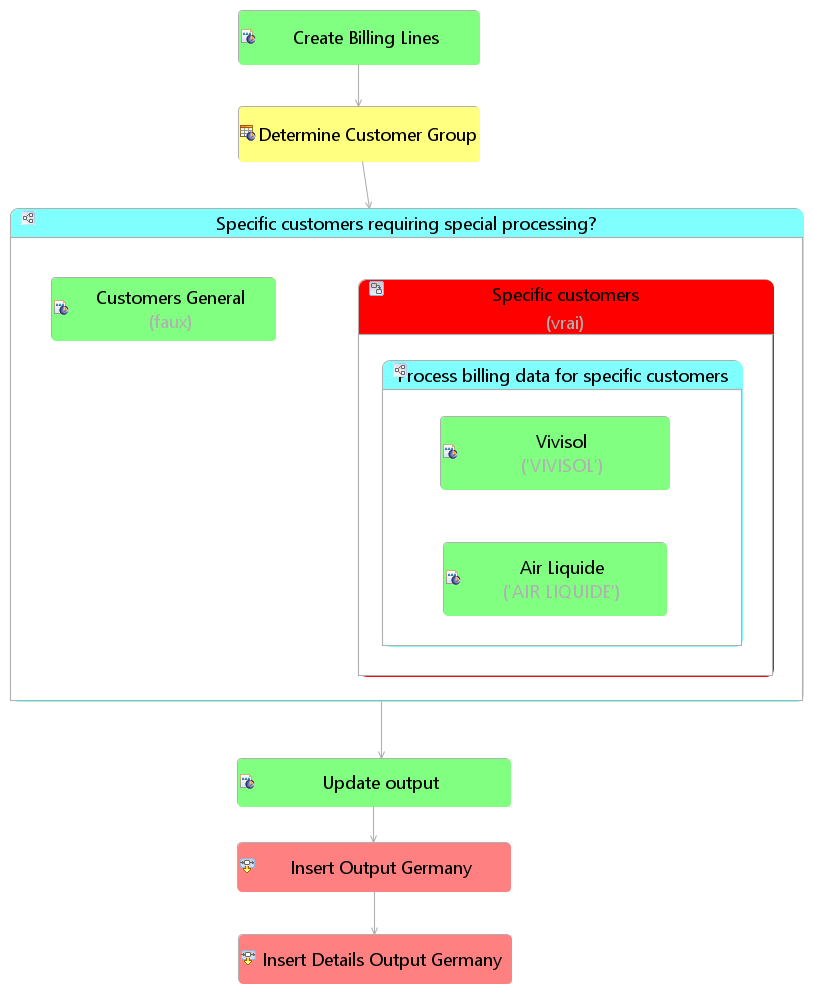 Create Billing Lines
Determine Customer Group
Specific customers requiring special processing?
Customers General
(faux)
Specific customers
(vrai)
Process billing data for specific customers
Vivisol
('VIVISOL')
Air Liquide
('AIR LIQUIDE')
Update output
Insert Output Germany
Insert Details Output Germany